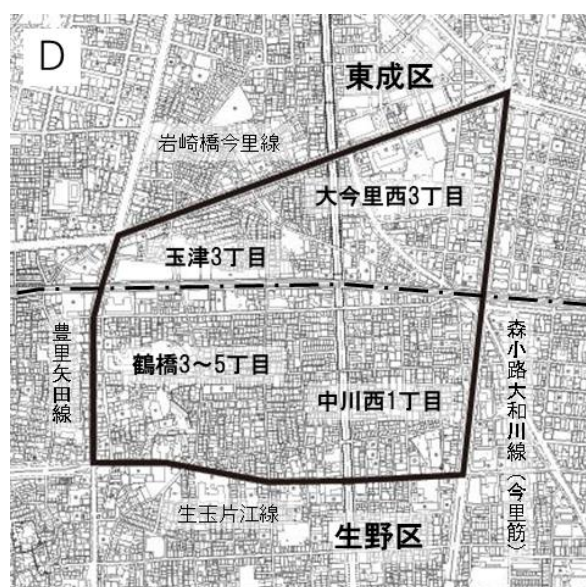 D
東成区
岩崎橋今里線
大今里西3丁目
玉津3丁目
豊里矢田線
鶴橋3～5丁目
中川西1丁目
森小路大和川線（今里筋）
生玉片江線
生野区